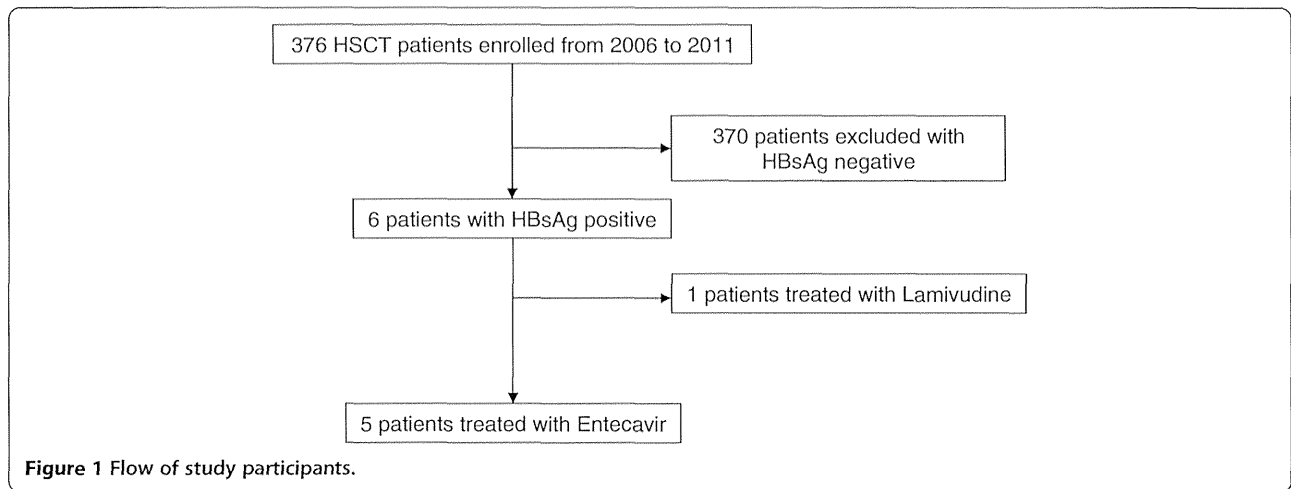 376 HSCT patients enrolled from 2006 to 2011
370 patients excluded with
HBsAg negative
6 patients with HBsAg positive
1 patients treated with Lamivudine
5 patients treated with Entecavir
Figure 1 Flow of study participants.